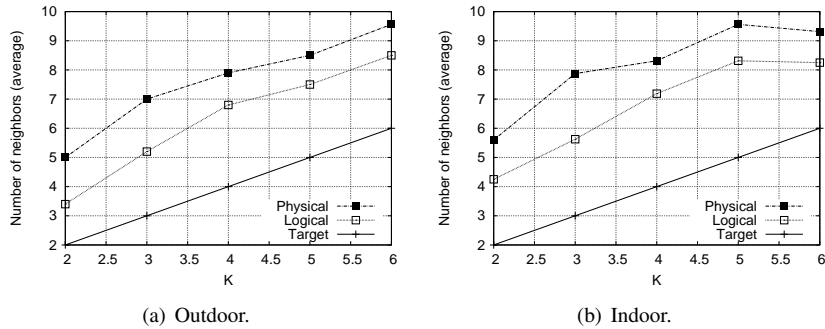 10
9
8
7
6
5
4
3
2
Number of neighbors (average)
Physical
Logical
Target
2 2.5 3 3.5 4 4.5 5 5.5 6
K
(a) Outdoor.
10
9
8
7
6
5
4
3
2
Number of neighbors (average)
Physical
Logical
Target
2 2.5 3 3.5 4 4.5 5 5.5 6
K
(b) Indoor.